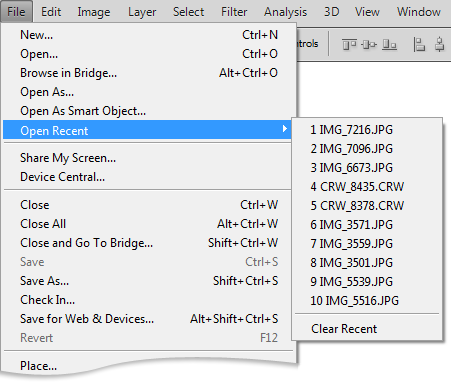 File Edit Image Layer Select Filter Analysis 3D View Window
New... Ctrl+N
Open... Ctrl+O
Browse in Bridge... Alt+Ctrl+O
Open As...
Open As Smart Object...
Open Recent
Share My Screen...
Device Central...
Close Ctrl+W
Close All Alt+Ctrl+W
Close and Go To Bridge... Shift+Ctrl+W
Save Ctrl+S
Save As... Shift+Ctrl+S
Check In...
Save for Web & Devices... Alt+Shift+Ctrl+S
Revert F12
Place...
1 IMG_7216.JPG
2 IMG_7096.JPG
3 IMG_6673.JPG
4 CRW_8435.CRW
5 CRW_8378.CRW
6 IMG_3571.JPG
7 IMG_3559.JPG
8 IMG_3501.JPG
9 IMG_5539.JPG
10 IMG_5516.JPG
Clear Recent